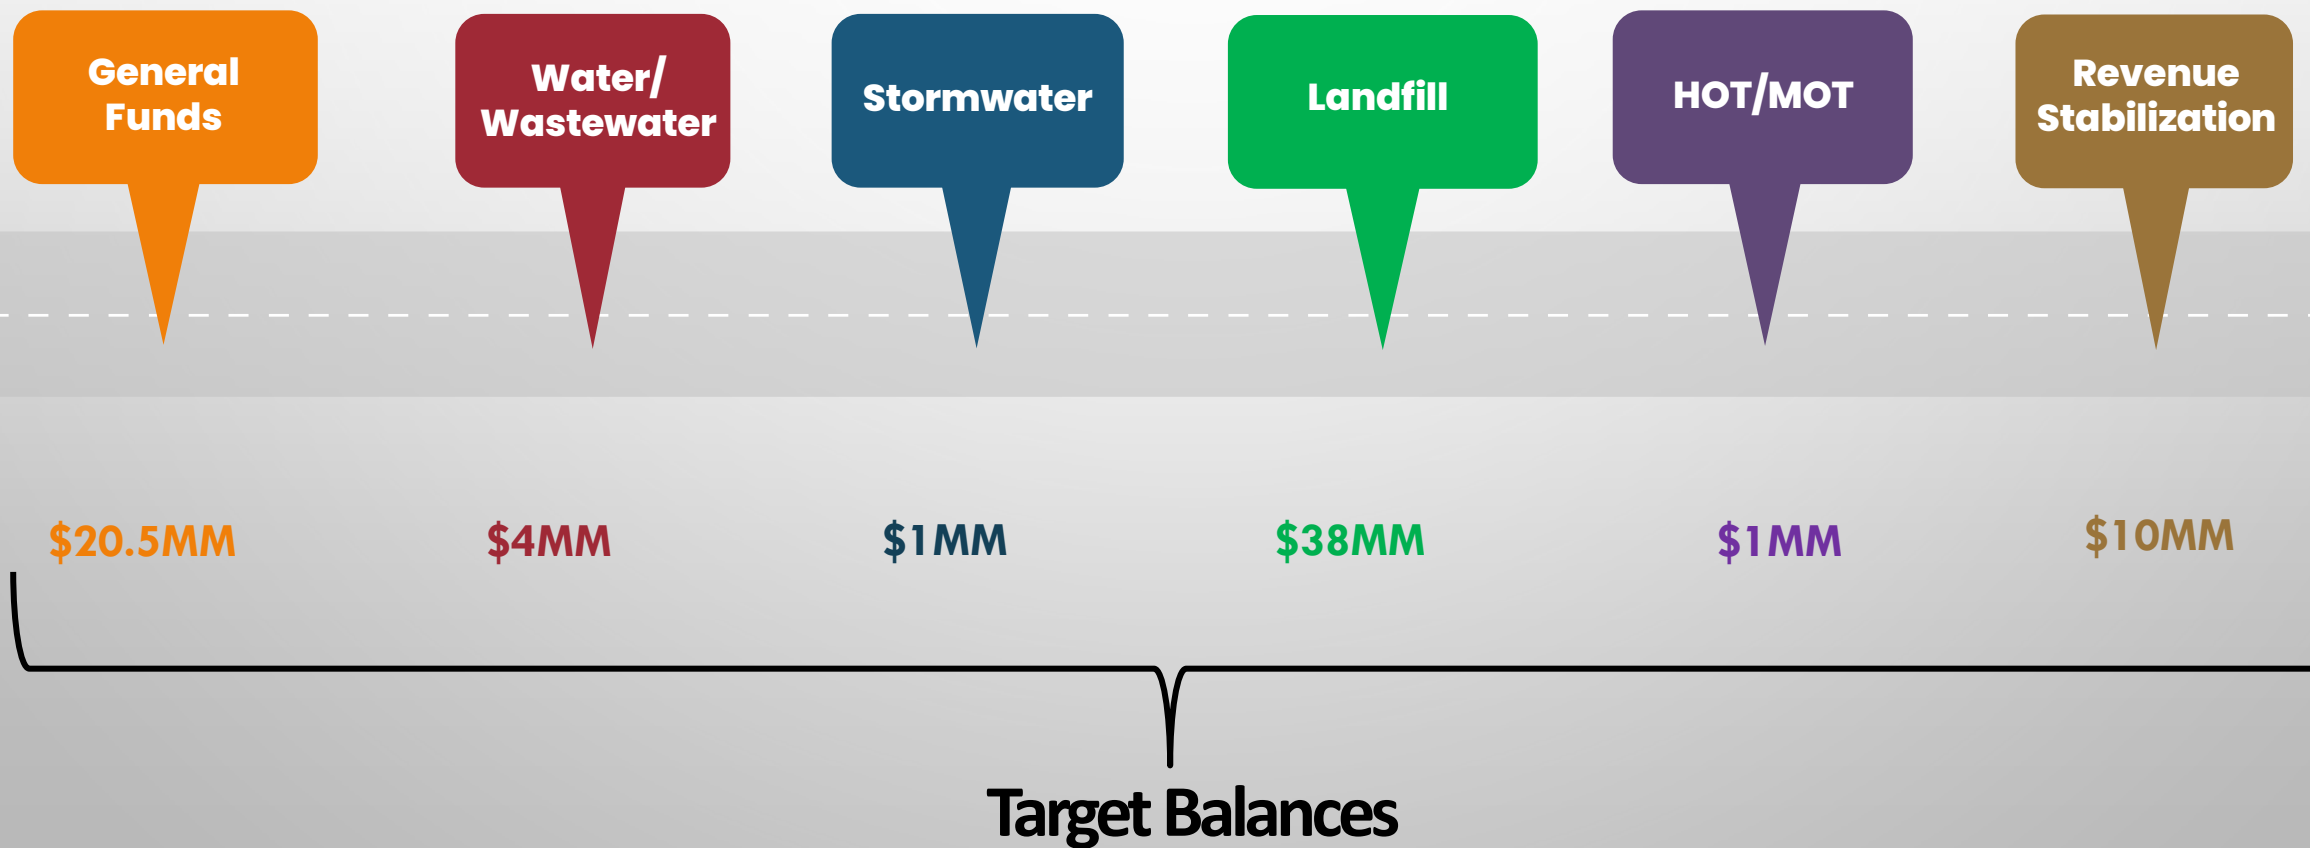 General
Funds
Water/
Wastewater
Stormwater
Landfill
HOT/MOT
Revenue
Stabilization
$20.5MM
$4MM
$1MM
$38MM
$1MM
$10MM
Target Balances